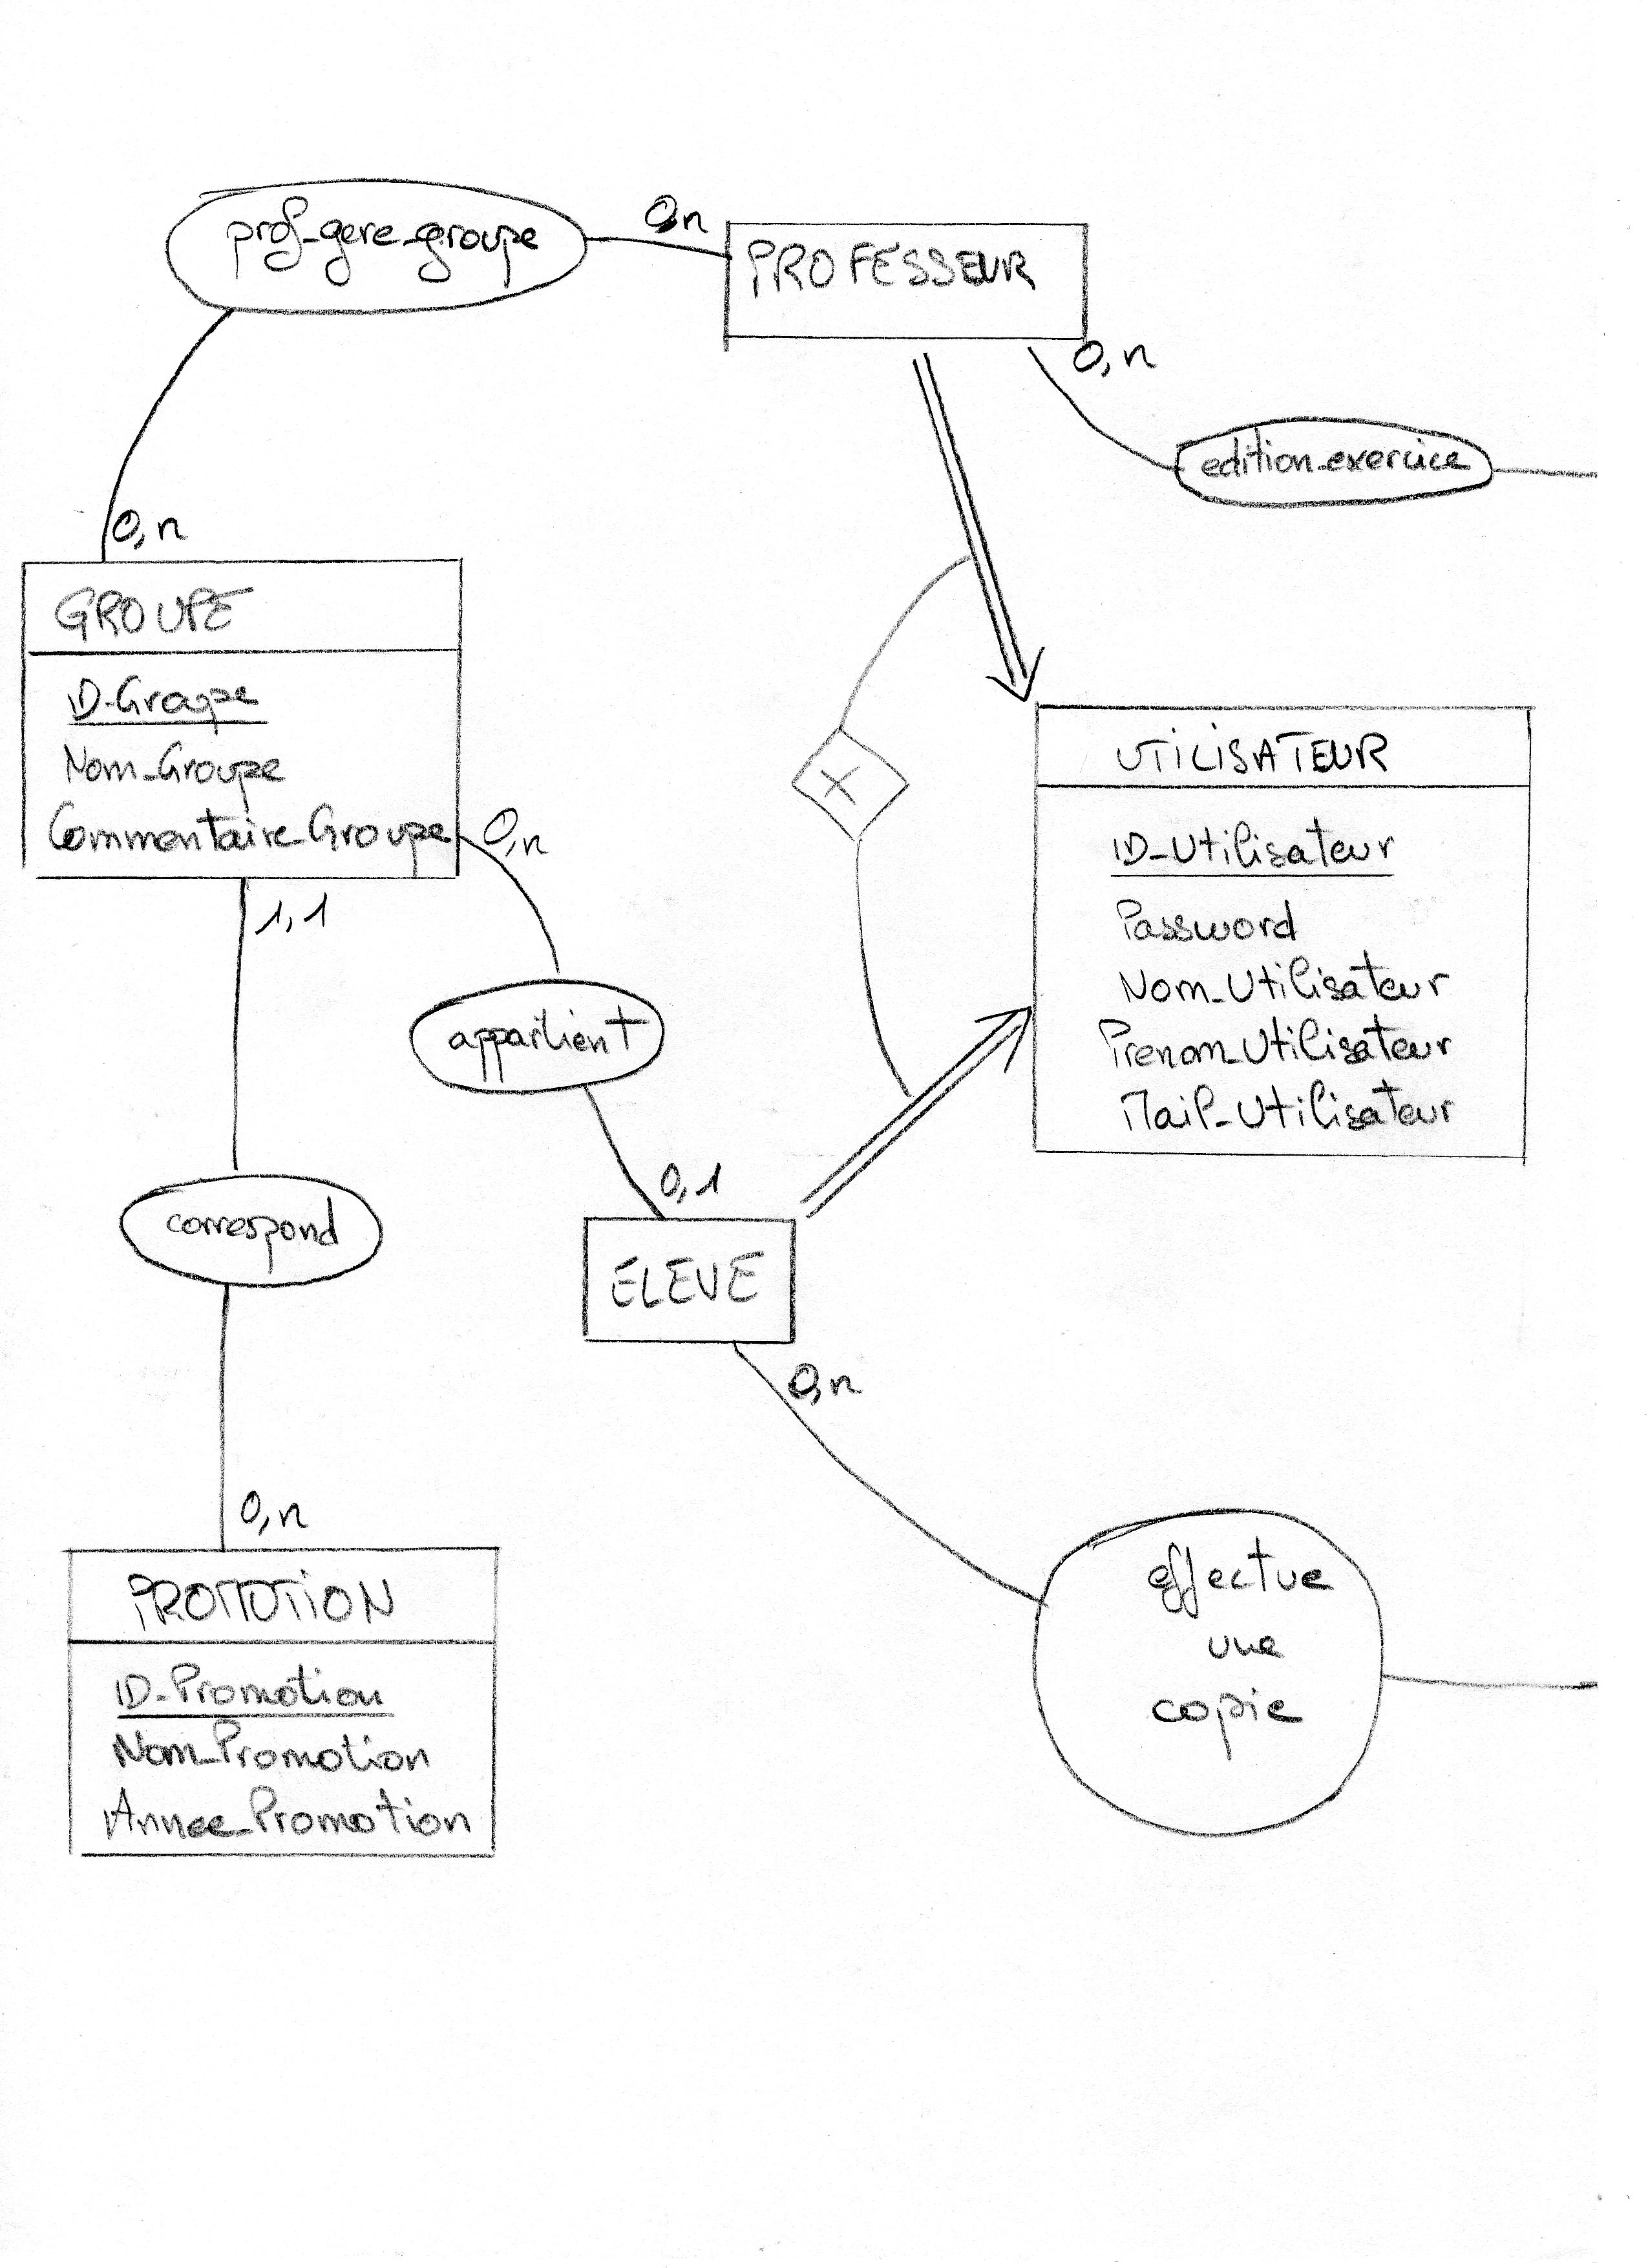 prof_gere_groupe
0,n
PROFESSEUR
0,n
edition_exercice
0,n
GROUPE
ID_Groupe
Nom_Groupe
Commentaire_Groupe
0,n
1,1
X
UTILISATEUR
ID_Utilisateur
Password
Nom_Utilisateur
Prenom_Utilisateur
Mail_Utilisateur
appartient
0,1
ELEVE
0,n
correspond
0,n
PROMOTION
ID_Promotion
Nom_Promotion
Annee_Promotion
effectue
une
copie